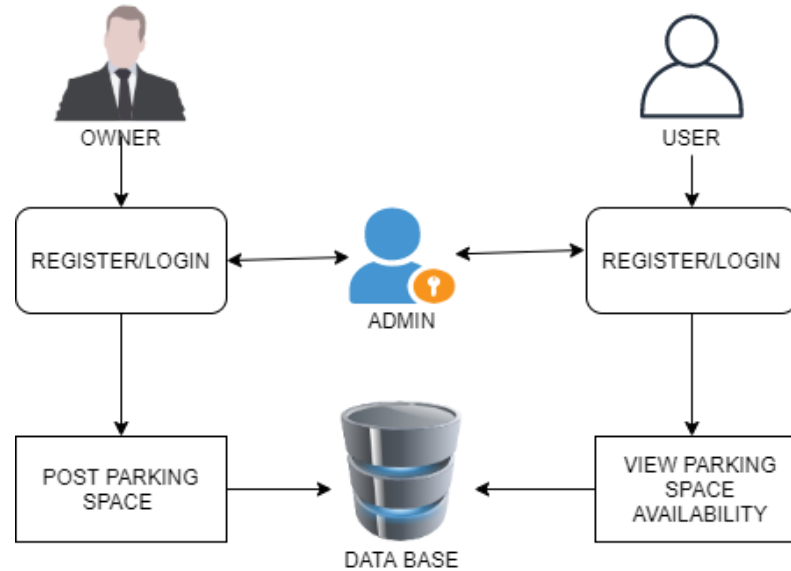 OWNER
USER
REGISTER/LOGIN
REGISTER/LOGIN
ADMIN
POST PARKING
SPACE
VIEW PARKING
SPACE
AVAILABILITY
DATA BASE